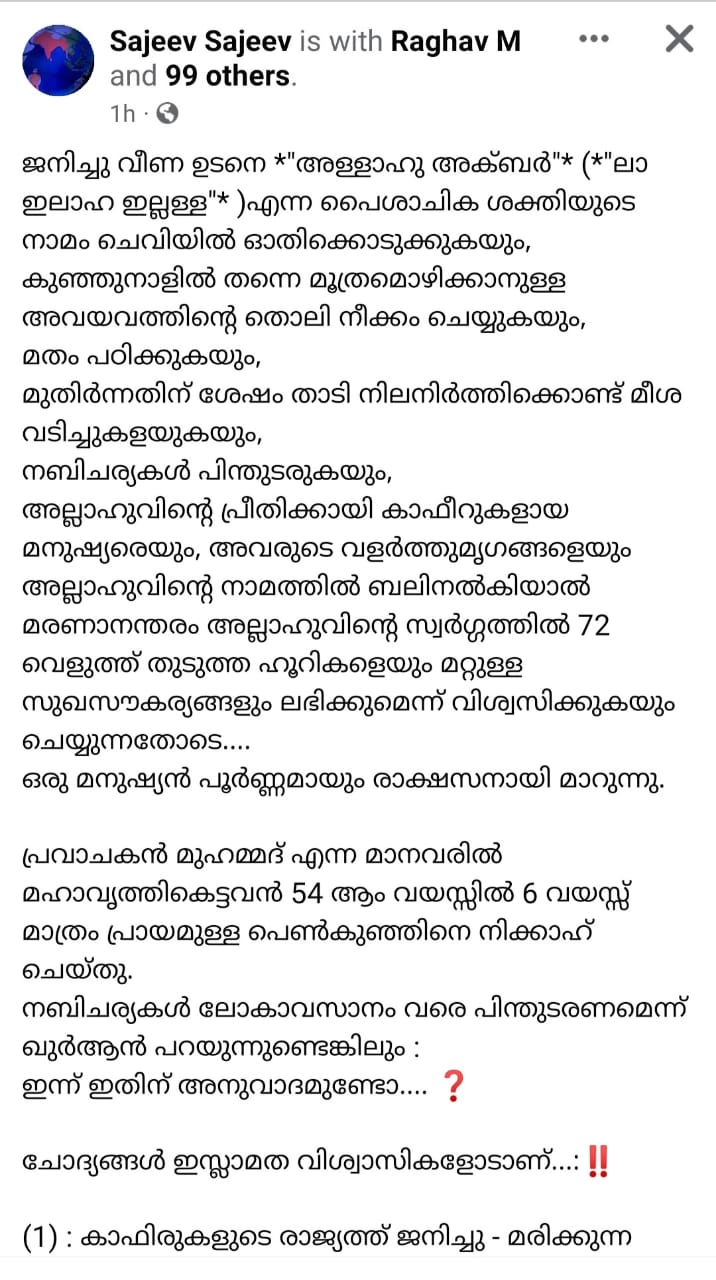 Sajeev Sajeev is with Raghav M
and 99 others.
1h ·
ജനിച്ചു വീണ ഉടനെ *"അള്ളാഹു അക്ബർ"* (*"ലാ
ഇലാഹ ഇല്ലള്ള"* )എന്ന പൈശാചിക ശക്തിയുടെ
നാമം ചെവിയിൽ ഓതിക്കൊടുക്കുകയും,
കുഞ്ഞുനാളിൽ തന്നെ മൂത്രമൊഴിക്കാനുള്ള
അവയവത്തിന്റെ തൊലി നീക്കം ചെയ്യുകയും,
മതം പഠിക്കുകയും,
മുതിർന്നതിന് ശേഷം താടി നിലനിർത്തിക്കൊണ്ട് മീശ
വടിച്ചുകളയുകയും,
നബിചര്യകൾ പിന്തുടരുകയും,
അല്ലാഹുവിന്റെ പ്രീതിക്കായി കാഫീറുകളായ
മനുഷ്യരെയും, അവരുടെ വളർത്തുമൃഗങ്ങളെയും
അല്ലാഹുവിന്റെ നാമത്തിൽ ബലിനൽകിയാൽ
മരണാനന്തരം അല്ലാഹുവിന്റെ സ്വർഗ്ഗത്തിൽ 72
വെളുത്ത് തുടുത്ത ഹൂറികളെയും മറ്റുള്ള
സുഖസൗകര്യങ്ങളും ലഭിക്കുമെന്ന് വിശ്വസിക്കുകയും
ചെയ്യുന്നതോടെ....
ഒരു മനുഷ്യൻ പൂർണ്ണമായും രാക്ഷസനായി മാറുന്നു.
പ്രവാചകൻ മുഹമ്മദ് എന്ന മാനവരിൽ
മഹാവൃത്തികെട്ടവൻ 54 ആം വയസ്സിൽ 6 വയസ്സ്
മാത്രം പ്രായമുള്ള പെൺകുഞ്ഞിനെ നിക്കാഹ്
ചെയ്തു.
നബിചര്യകൾ ലോകാവസാനം വരെ പിന്തുടരണമെന്ന്
ഖുർആൻ പറയുന്നുണ്ടെങ്കിലും :
ഇന്ന് ഇതിന് അനുവാദമുണ്ടോ.... ❓
ചോദ്യങ്ങൾ ഇസ്ലാമത വിശ്വാസികളോടാണ്...: ‼️
(1) : കാഫിരുകളുടെ രാജ്യത്ത് ജനിച്ചു - മരിക്കുന്ന